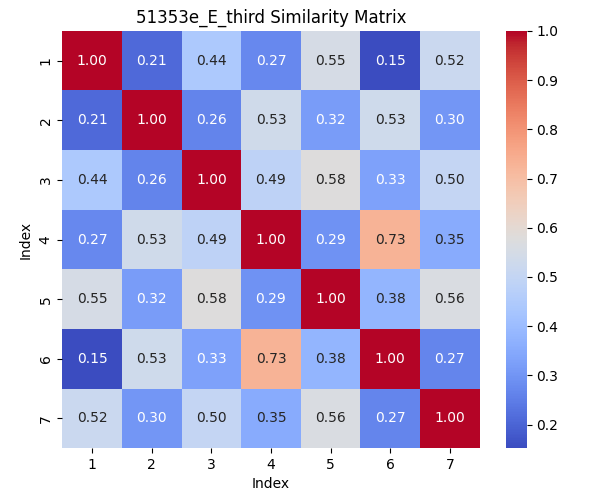 51353e_E_third Similarity Matrix
1 1.00 0.21 0.44 0.27 0.55 0.15 0.52
2 0.21 1.00 0.26 0.53 0.32 0.53 0.30
3 0.44 0.26 1.00 0.49 0.58 0.33 0.50
4 0.27 0.53 0.49 1.00 0.29 0.73 0.35
5 0.55 0.32 0.58 0.29 1.00 0.38 0.56
6 0.15 0.53 0.33 0.73 0.38 1.00 0.27
7 0.52 0.30 0.50 0.35 0.56 0.27 1.00
1 2 3 4 5 6 7
Index
Index
1.0
0.9
0.8
0.7
0.6
0.5
0.4
0.3
0.2